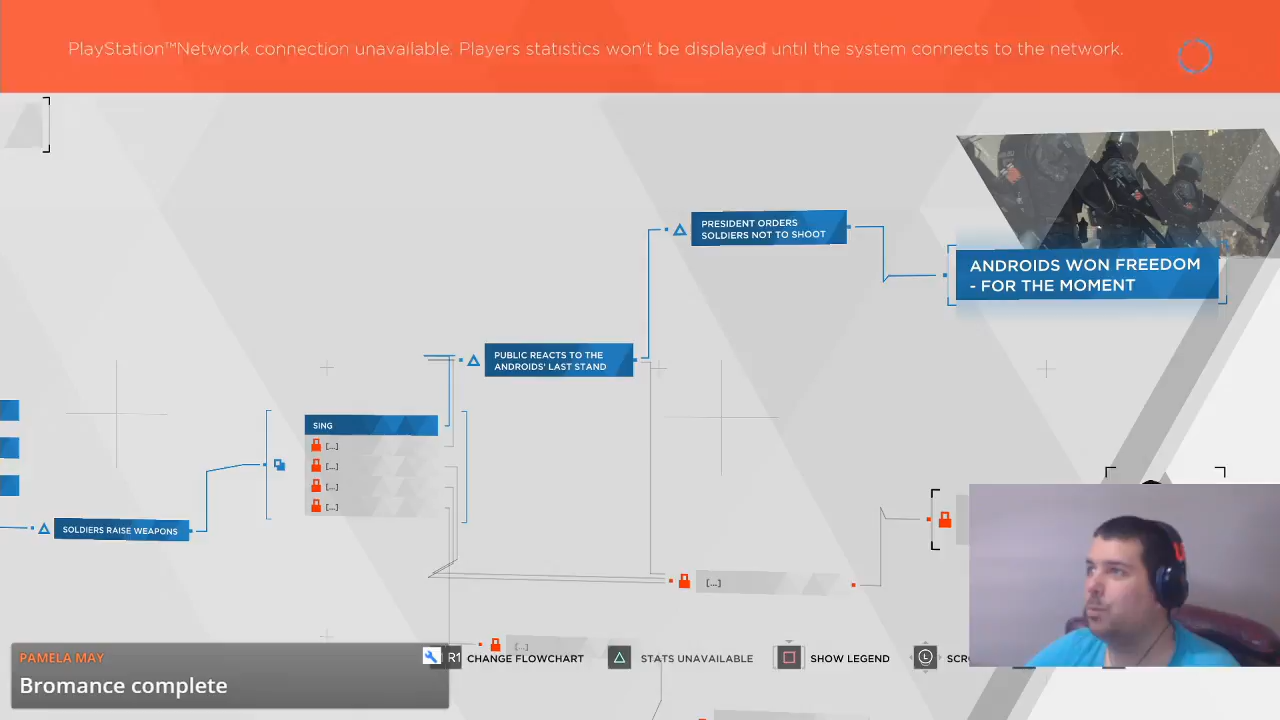 PlayStation™Network connection unavailable. Players statistics won't be displayed until the system connects to the network.
PRESIDENT ORDERS
SOLDIERS NOT TO SHOOT
ANDROIDS WON FREEDOM
- FOR THE MOMENT
PUBLIC REACTS TO THE
ANDROIDS' LAST STAND
SING
[...]
[...]
[...]
[...]
SOLDIERS RAISE WEAPONS
[...]
[...]
PAMELA MAY
Bromance complete
R1 CHANGE FLOWCHART
STATS UNAVAILABLE
SHOW LEGEND
L SCRO